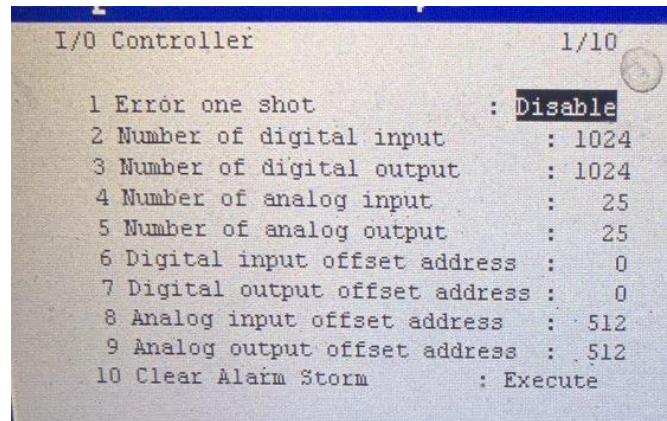 I/O Controller 1/10
1 Error one shot : Disable
2 Number of digital input : 1024
3 Number of digital output : 1024
4 Number of analog input : 25
5 Number of analog output : 25
6 Digital input offset address : 0
7 Digital output offset address : 0
8 Analog input offset address : 512
9 Analog output offset address : 512
10 Clear Alarm Storm : Execute